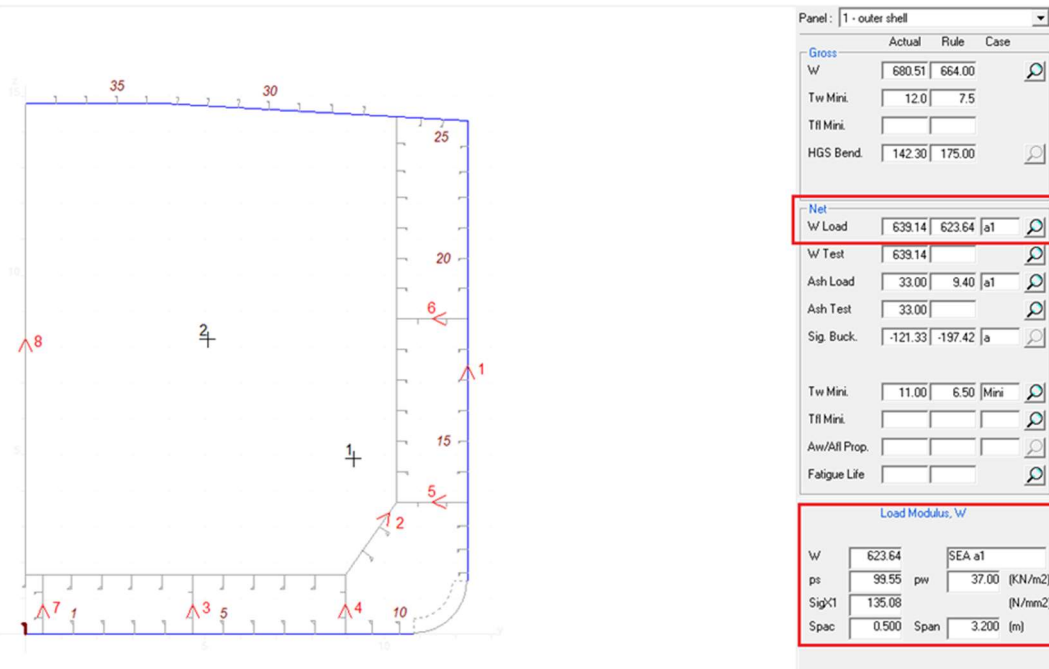 Panel: 1 - outer shell
Actual Rule Case
Gross
W 680.51 664.00
Tw Mini. 12.0 7.5
Tfl Mini.
HGS Bend. 142.30 175.00
Net
W Load 639.14 623.64 a1
W Test 639.14
Ash Load 33.00 9.40 a1
Ash Test 33.00
Sig. Buck. -121.33 -197.42 a
Tw Mini. 11.00 6.50 Mini
Tfl Mini.
Aw/Afl Prop.
Fatigue Life
Load Modulus, W
W 623.64 SEA a1
ps 99.55 pw 37.00 (KN/m2)
SigX1 135.08 (N/mm2)
Spac 0.500 Span 3.200 (m)
35 30
25
20
6
8 2
1
15
1
5
2
7 1 3 5 4 10
1
5 10
10
5